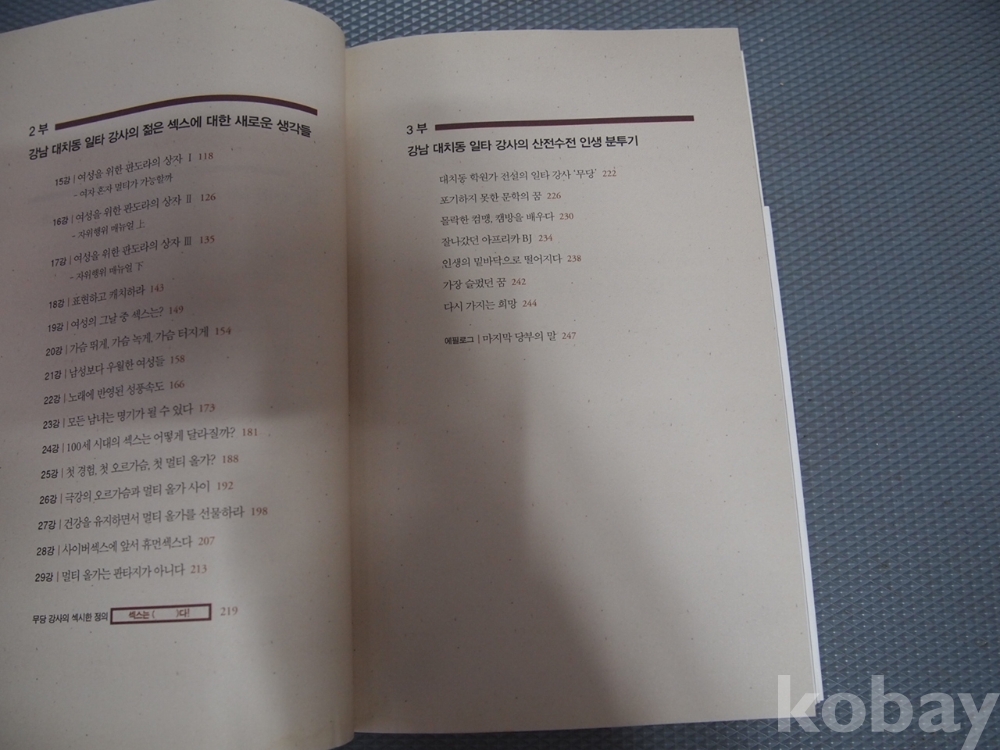 2부
강남 대치동 일타 강사의 젊은 섹스에 대한 새로운 생각들
15강 | 여성을 위한 판도라의 상자 Ⅰ 118
- 여자 혼자 멀티가 가능할까
16강 | 여성을 위한 판도라의 상자 Ⅱ 126
- 자위행위 매뉴얼 上
17강 | 여성을 위한 판도라의 상자 Ⅲ 135
- 자위행위 매뉴얼 下
18강 | 표현하고 캐치하라 143
19강 | 여성의 그날 중 섹스는? 149
20강 | 가슴 뛰게, 가슴 녹게, 가슴 터지게 154
21강 | 남성보다 우월한 여성들 158
22강 | 노래에 반영된 성풍속도 166
23강 | 모든 남녀는 명기가 될 수 있다 173
24강 | 100세 시대의 섹스는 어떻게 달라질까? 181
25강 | 첫 경험, 첫 오르가슴, 첫 멀티 올가? 188
26강 | 극강의 오르가슴과 멀티 올가 사이 192
27강 | 건강을 유지하면서 멀티 올가를 선물하라 198
28강 | 사이버섹스에 앞서 휴먼섹스다 207
29강 | 멀티 올가는 판타지가 아니다 213
무당 강사의 섹시한 정의 섹스는 ( )다! 219
3부
강남 대치동 일타 강사의 산전수전 인생 분투기
대치동 학원가 전설의 일타 강사 '무당' 222
포기하지 못한 문학의 꿈 226
몰락한 컴맹, 캠방을 배우다 230
잘나갔던 아프리카 BJ 234
인생의 밑바닥으로 떨어지다 238
가장 슬펐던 꿈 242
다시 가지는 희망 244
에필로그 | 마지막 당부의 말 247
kobay